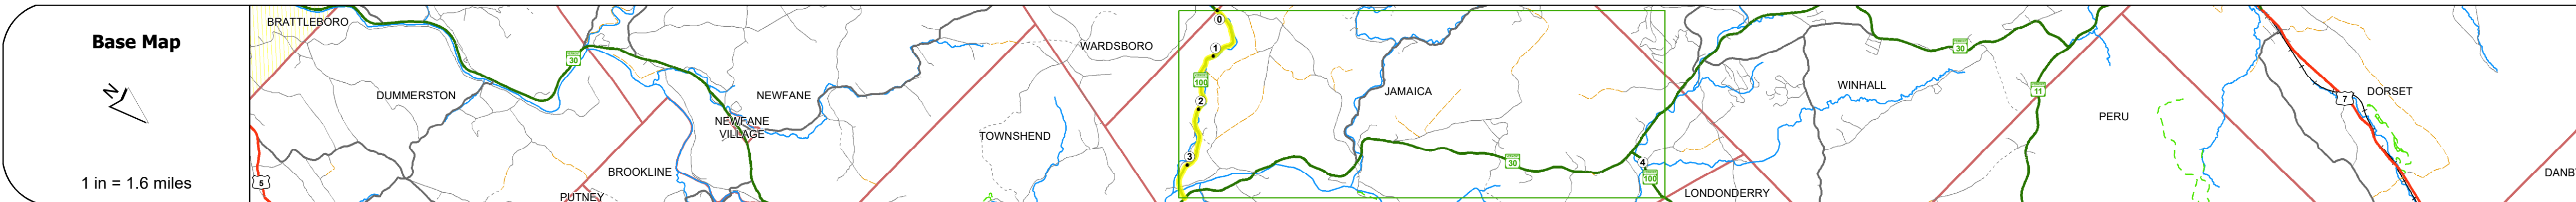 Base Map
N
1 in = 1.6 miles
BRATTLEBORO
DUMMERSTON
5
30
NEWFANE
NEWFANE
VILLAGE
BROOKLINE
PUTNEY
WARDSBORO
TOWNSHEND
0
1
100
2
3
JAMAICA
30
4
100
LONDONDERRY
30
WINHALL
11
PERU
7
DORSET
DANB